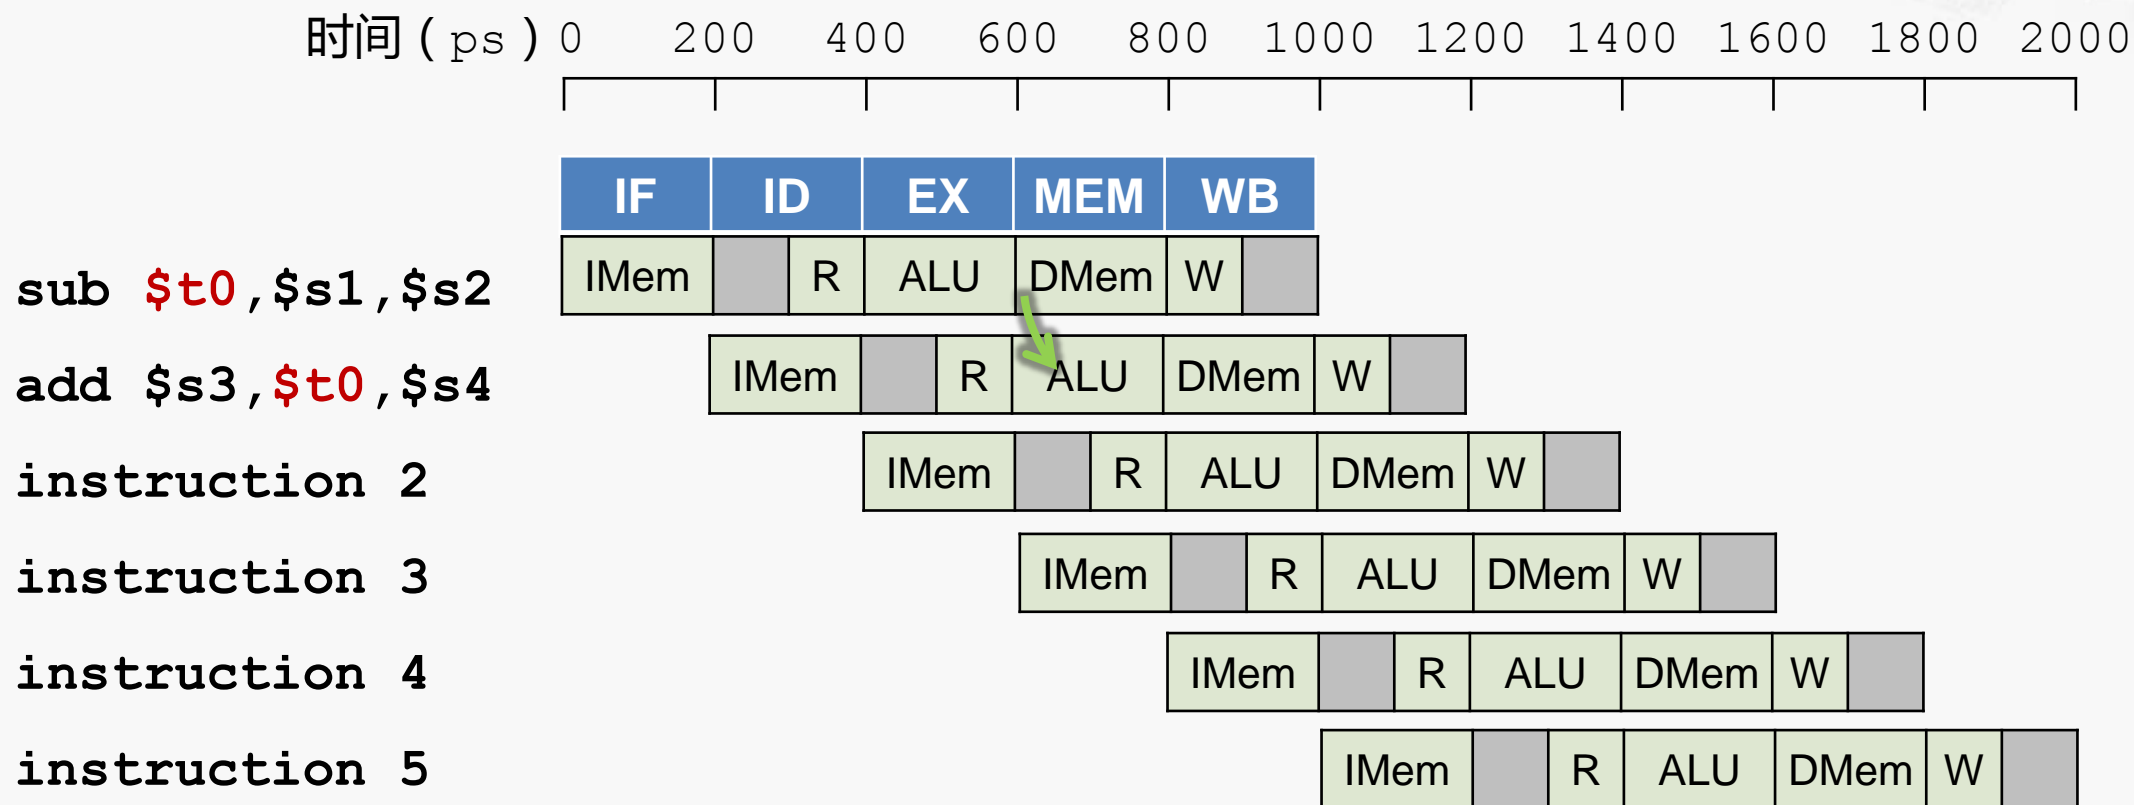 时间(ps) 0 200 400 600 800 1000 1200 1400 1600 1800 2000
IF ID EX MEM WB
sub $t0,$s1,$s2 IMem R ALU DMem W
add $s3,$t0,$s4 IMem R ALU DMem W
instruction 2 IMem R ALU DMem W
instruction 3 IMem R ALU DMem W
instruction 4 IMem R ALU DMem W
instruction 5 IMem R ALU DMem W